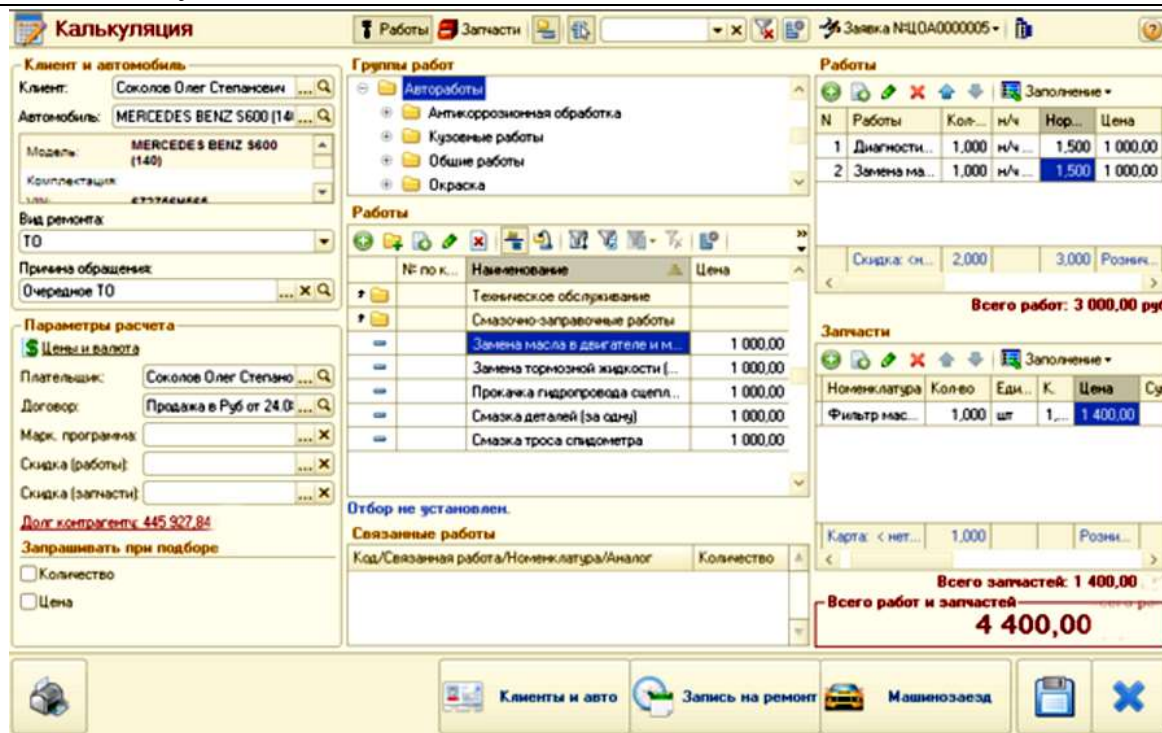 Калькуляция
Работы Запчасти
Заявка №ЦОА0000005
Клиент и автомобиль
Клиент: Соколов Олег Степанович ...
Автомобиль: MERCEDES BENZ S600 (14 ...
Модель: MERCEDES BENZ S600 (140)
Комплектация:
Вид ремонта:
ТО
Причина обращения:
Очередное ТО ...
Параметры расчета
Цены и валюта
Плательщик: Соколов Олег Степано ...
Договор: Продажа в Руб от 24.0 ...
Марк. программа: ...
Скидка (работы): ...
Скидка (запчасти): ...
Долг контрагенту: 445 927,84
Запрашивать при подборе
Количество
Цена
Группы работ
Автоработы
Антикоррозионная обработка
Кузовные работы
Общие работы
Окраска
Работы
№ по к... Наименование Цена
Техническое обслуживание
Смазочно-заправочные работы
Замена масла в двигателе и м... 1 000,00
Замена тормозной жидкости (... 1 000,00
Прокачка гидропровода сцепл... 1 000,00
Смазка деталей (за одну) 1 000,00
Смазка троса спидометра 1 000,00
Отбор не установлен.
Связанные работы
Код/Связанная работа/Номенклатура/Аналог Количество
Работы
Заполнение
N Работы Кол-... н/ч Нор... Цена
1 Диагности... 1,000 н/ч ... 1,500 1 000,00
2 Замена ма... 1,000 н/ч ... 1,500 1 000,00
Скидка: <н... 2,000 3,000 Рознич...
Всего работ: 3 000,00 руб
Запчасти
Заполнение
Номенклатура Кол-во Еди... К. Цена Су
Фильтр мас... 1,000 шт 1,... 1 400,00
Карта: < нет... 1,000 Розни...
Всего запчастей: 1 400,00
Всего работ и запчастей
4 400,00
Клиенты и авто Запись на ремонт Машинозаезд